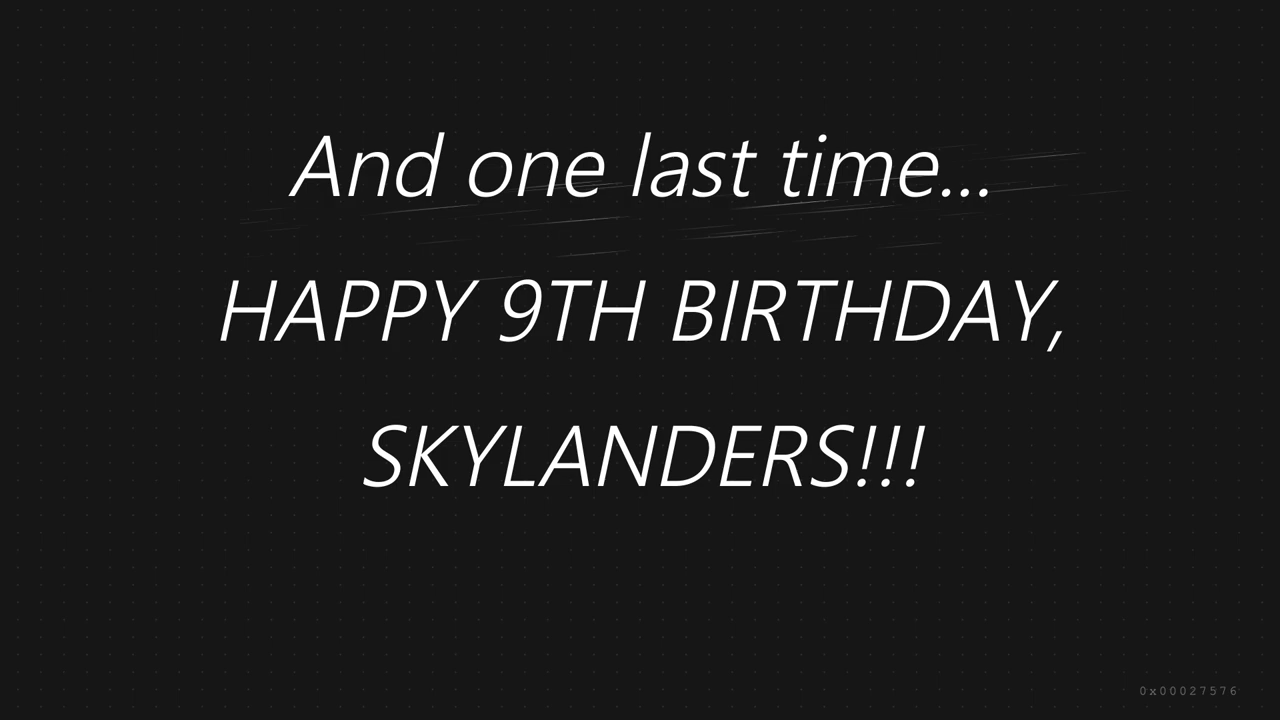 And one last time...
HAPPY 9TH BIRTHDAY,
SKYLANDERS!!!
0x00027576